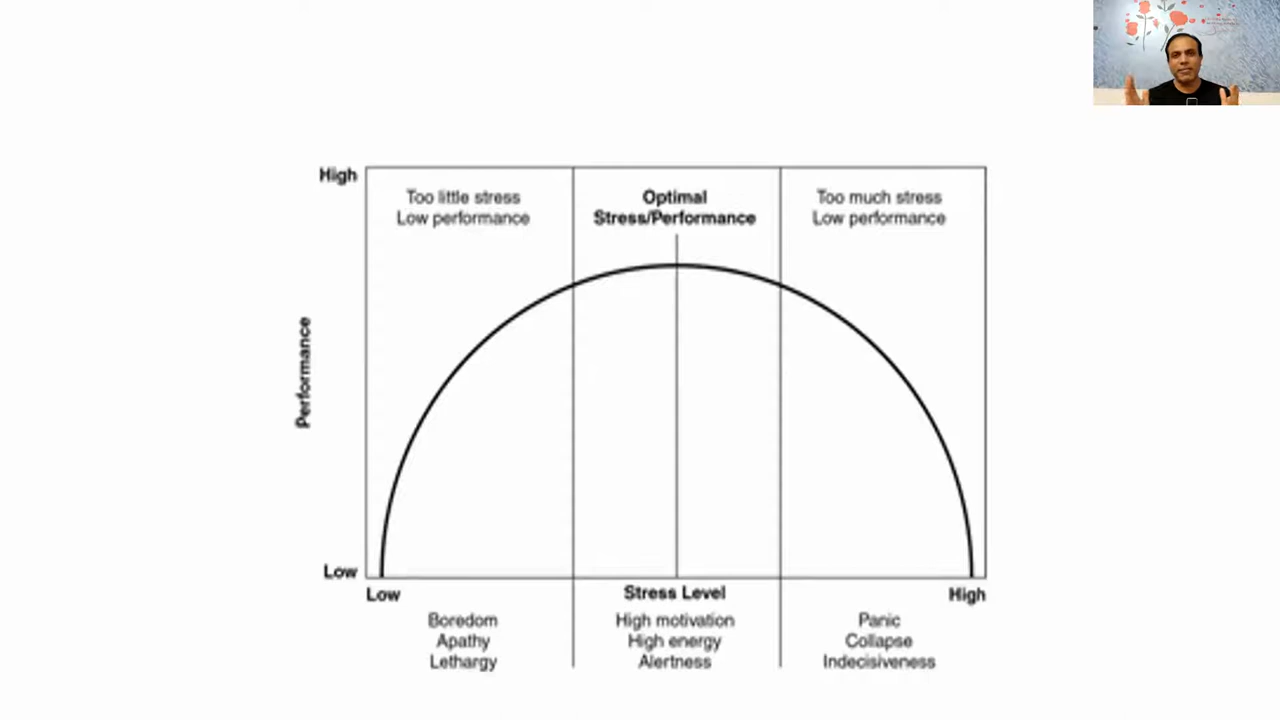 High
Too little stress
Low performance
Optimal
Stress/Performance
Too much stress
Low performance
Performance
Low
Low
Stress Level
High
Boredom
Apathy
Lethargy
High motivation
High energy
Alertness
Panic
Collapse
Indecisiveness